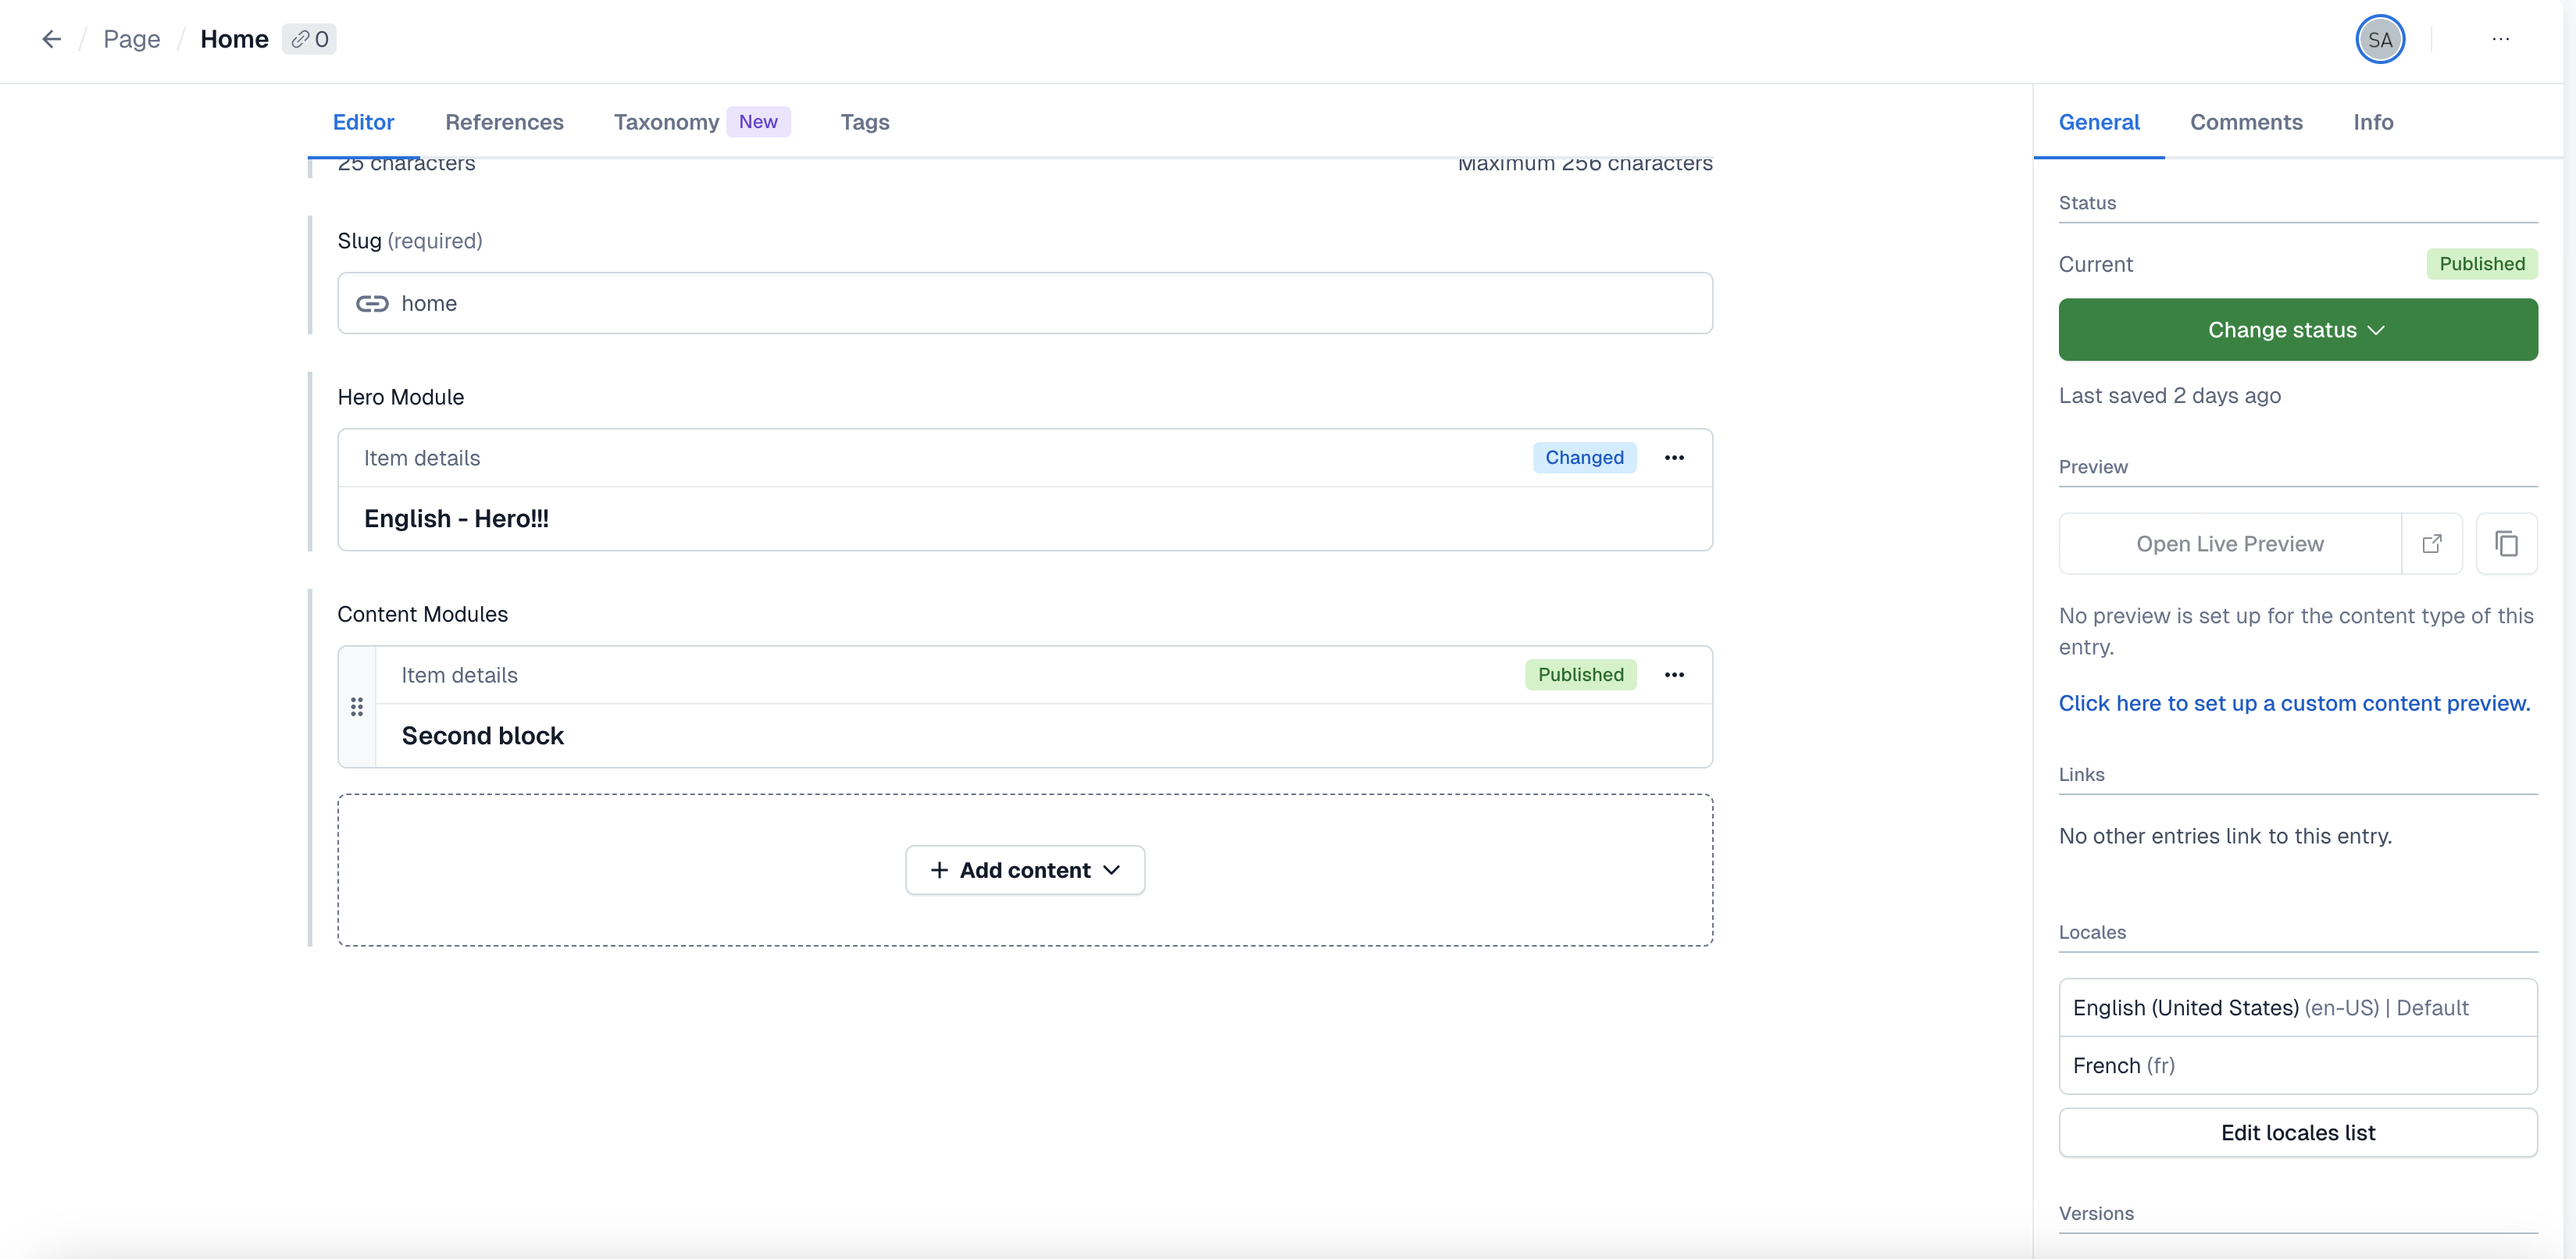 Page / Home 0
SA
Editor References Taxonomy New Tags
25 characters Maximum 256 characters
Slug (required)
home
Hero Module
Item details Changed
English - Hero!!!
Content Modules
Item details Published
Second block
+ Add content
General Comments Info
Status
Current Published
Change status
Last saved 2 days ago
Preview
Open Live Preview
No preview is set up for the content type of this
entry.
Click here to set up a custom content preview.
Links
No other entries link to this entry.
Locales
English (United States) (en-US) | Default
French (fr)
Edit locales list
Versions